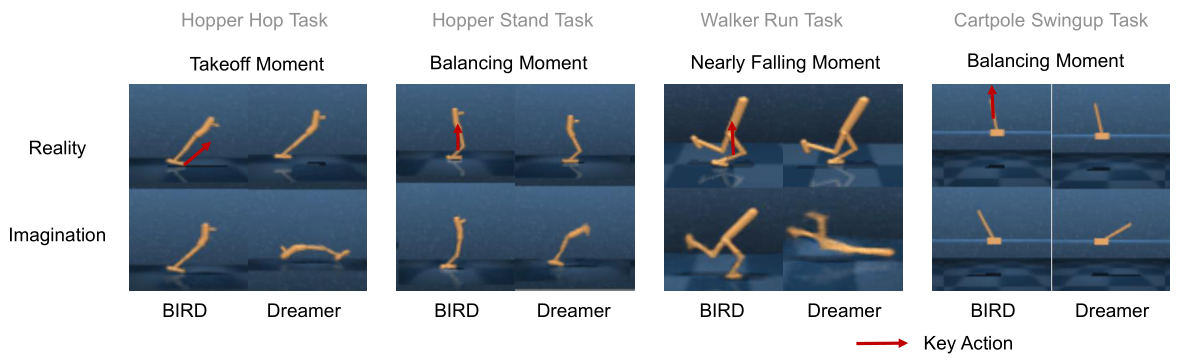 Hopper Hop Task
Hopper Stand Task
Walker Run Task
Cartpole Swingup Task
Takeoff Moment
Balancing Moment
Nearly Falling Moment
Balancing Moment
Reality
Imagination
BIRD
Dreamer
BIRD
Dreamer
BIRD
Dreamer
BIRD
Dreamer
Key Action